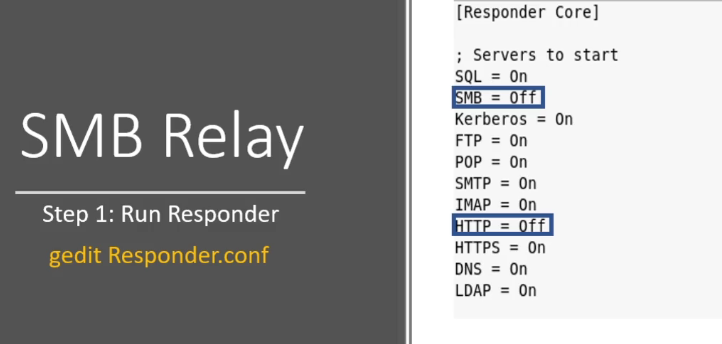 SMB Relay
Step 1: Run Responder
gedit Responder.conf
[Responder Core]
; Servers to start
SQL = On
SMB = Off
Kerberos = On
FTP = On
POP = On
SMTP = On
IMAP = On
HTTP = Off
HTTPS = On
DNS = On
LDAP = On